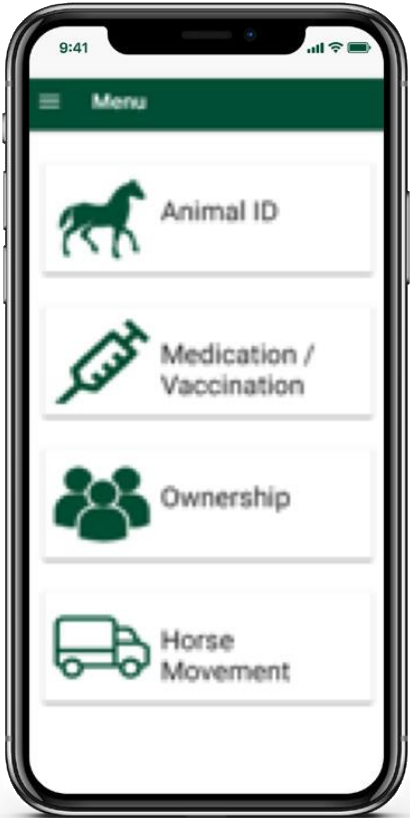 9:41
Menu
Animal ID
Medication /
Vaccination
Ownership
Horse
Movement